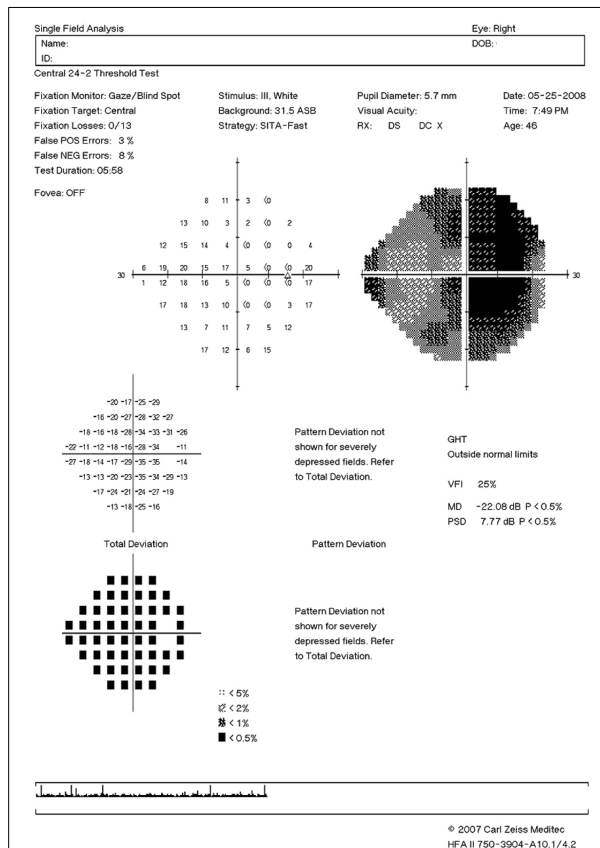 Single Field Analysis Eye: Right
Name: DOB:
ID:
Central 24-2 Threshold Test
Fixation Monitor: Gaze/Blind Spot Stimulus: III, White Pupil Diameter: 5.7 mm Date: 05-25-2008
Fixation Target: Central Background: 31.5 ASB Visual Acuity: Time: 7:49 PM
Fixation Losses: 0/13 Strategy: SITA-Fast RX: DS DC X Age: 46
False POS Errors: 3 %
False NEG Errors: 8 %
Test Duration: 05:58
Fovea: OFF
8 11 3 <0
13 10 3 2 <0 2
12 15 14 4 <0 <0 0 4
6 19 20 15 17 5 <0 <0 20
30 30
1 12 18 16 5 <0 <0 <0 17
17 18 13 10 <0 <0 3 17
13 7 11 7 5 12
17 12 6 15
-20 -17 -25 -29
-16 -20 -27 -28 -32 -27
-18 -16 -18 -28 -34 -33 -31 -26
-22 -11 -12 -18 -16 -28 -34 -11
-27 -18 -14 -17 -29 -35 -35 -14
-13 -13 -20 -23 -35 -34 -29 -13
-17 -24 -21 -24 -27 -19
-13 -18 -25 -16
Pattern Deviation not
shown for severely
depressed fields. Refer
to Total Deviation.
GHT
Outside normal limits
VFI 25%
MD -22.08 dB P < 0.5%
PSD 7.77 dB P < 0.5%
Total Deviation Pattern Deviation
Pattern Deviation not
shown for severely
depressed fields. Refer
to Total Deviation.
< 5%
< 2%
< 1%
< 0.5%
© 2007 Carl Zeiss Meditec
HFA II 750-3904-A10.1/4.2